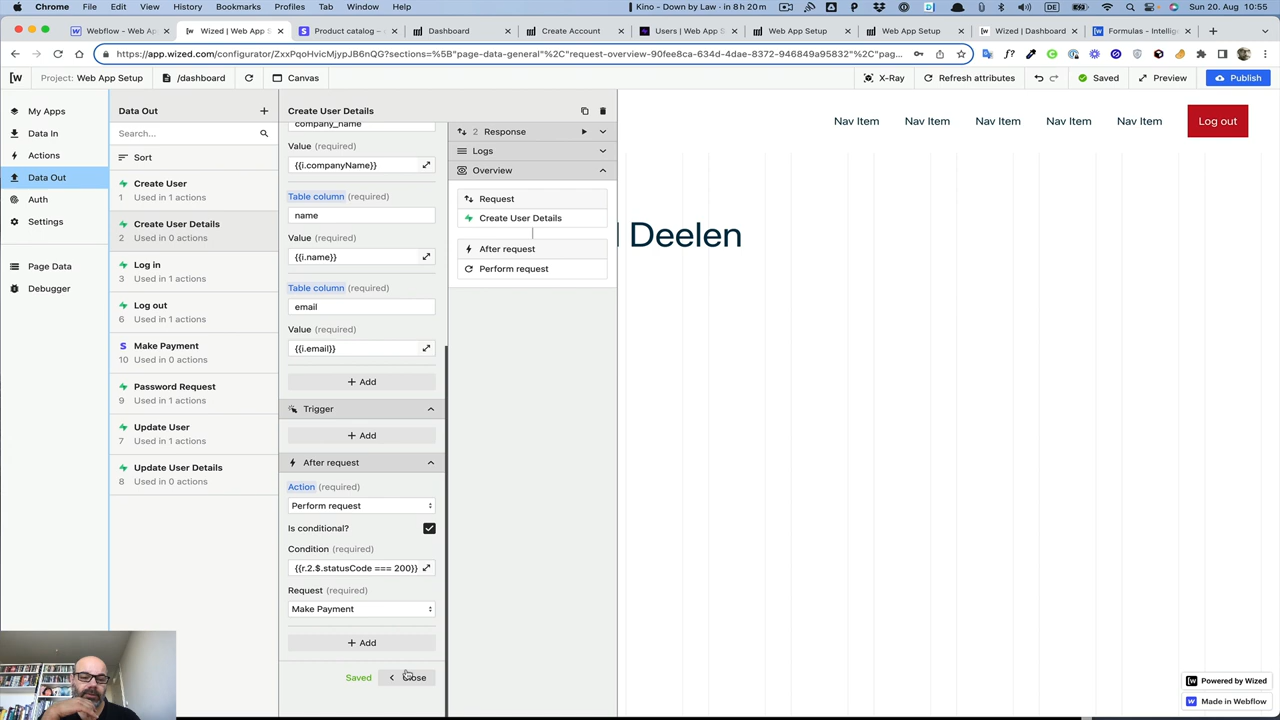 Chrome File Edit View History Bookmarks Profiles Tab Window Help
Kino - Down by Law - in 8 h 20 m
Sun 20. Aug 10:55
Webflow - Web App
Wized | Web App S
Product catalog –
Dashboard
Create Account
Users | Web App S
Web App Setup
Web App Setup
Wized | Dashboard
Formulas - Intellig
https://app.wized.com/configurator/ZxxPqoHvicMjypJB6nQG?sections=%5B"page-data-general"%2C"request-overview-90fee8ca-634d-4dae-8372-946849a95832"%2C"pag...
[w Project: Web App Setup /dashboard Canvas X-Ray Refresh attributes Saved Preview Publish
My Apps
Data In
Actions
Data Out
Auth
Settings
Page Data
Debugger
Data Out
Search...
Sort
Create User
1 Used in 1 actions
Create User Details
2 Used in 0 actions
Log in
3 Used in 1 actions
Log out
6 Used in 1 actions
Make Payment
10 Used in 0 actions
Password Request
9 Used in 1 actions
Update User
7 Used in 1 actions
Update User Details
8 Used in 0 actions
Create User Details
company_name
Value (required)
{{i.companyName}}
Table column (required)
name
Value (required)
{{i.name}}
Table column (required)
email
Value (required)
{{i.email}}
+ Add
Trigger
+ Add
After request
Action (required)
Perform request
Is conditional?
Condition (required)
{{r.2.$.statusCode === 200}}
Request (required)
Make Payment
+ Add
Saved Close
2 Response
Logs
Overview
Request
Create User Details
After request
Perform request
Nav Item Nav Item Nav Item Nav Item Nav Item Log out
Deelen
[w Powered by Wized
Made in Webflow